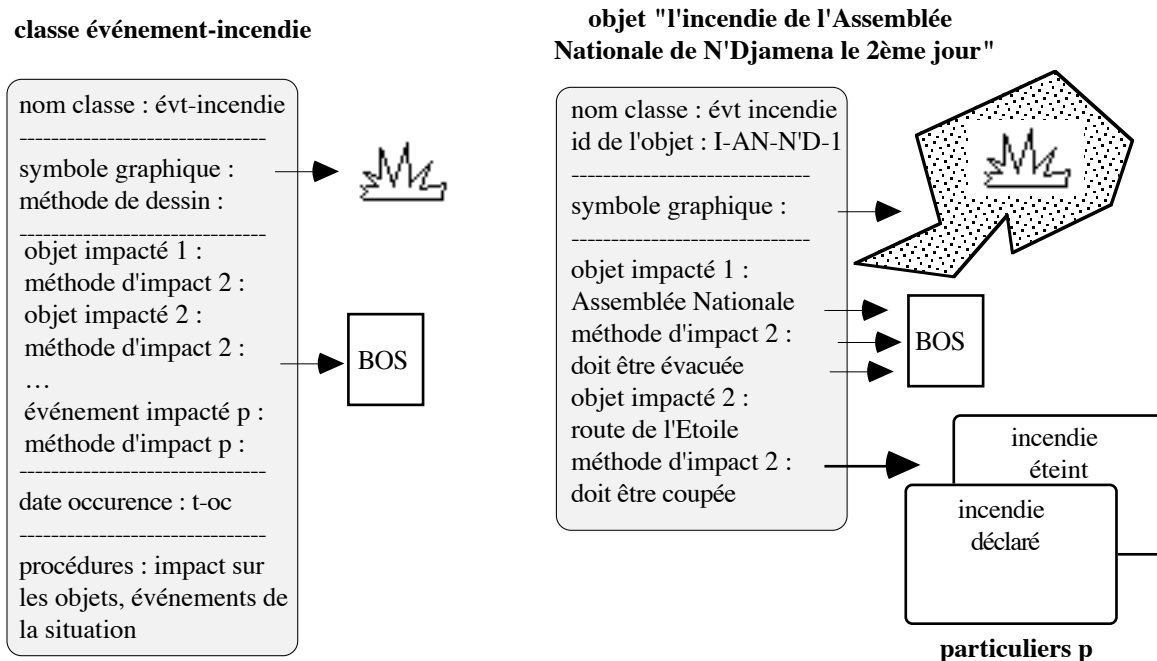 classe événement-incendie
nom classe : évt-incendie
-------------------------------
symbole graphique :
méthode de dessin :
-------------------------------
objet impacté 1 :
méthode d'impact 2 :
objet impacté 2 :
méthode d'impact 2 :
…
événement impacté p :
méthode d'impact p :
-------------------------------
date occurence : t-oc
-------------------------------
procédures : impact sur
les objets, événements de
la situation
BOS
objet "l'incendie de l'Assemblée
Nationale de N'Djamena le 2ème jour"
nom classe : évt incendie
id de l'objet : I-AN-N'D-1
------------------------------
symbole graphique :
------------------------------
objet impacté 1 :
Assemblée Nationale
méthode d'impact 2 :
doit être évacuée
objet impacté 2 :
route de l'Etoile
méthode d'impact 2 :
doit être coupée
BOS
incendie
éteint
incendie
déclaré
particuliers p